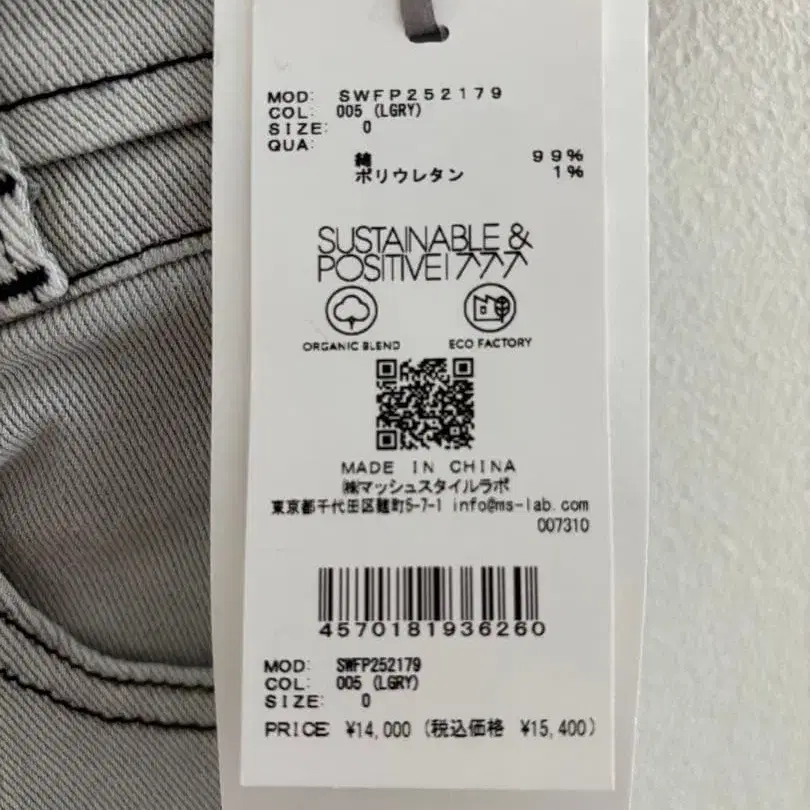 MOD: SWFP252179
COL: 005 (LGRY)
SIZE: 0
QUA:
綿 99%
ポリウレタン 1%
SUSTAINABLE &
POSITIVE! ↗↗↗
ORGANIC BLEND ECO FACTORY
MADE IN CHINA
㈱マッシュスタイルラボ
東京都千代田区麹町5-7-1 info@ms-lab.com
007310
4570181936260
MOD: SWFP252179
COL: 005 (LGRY)
SIZE: 0
PRICE ¥14,000 (税込価格 ¥15,400)